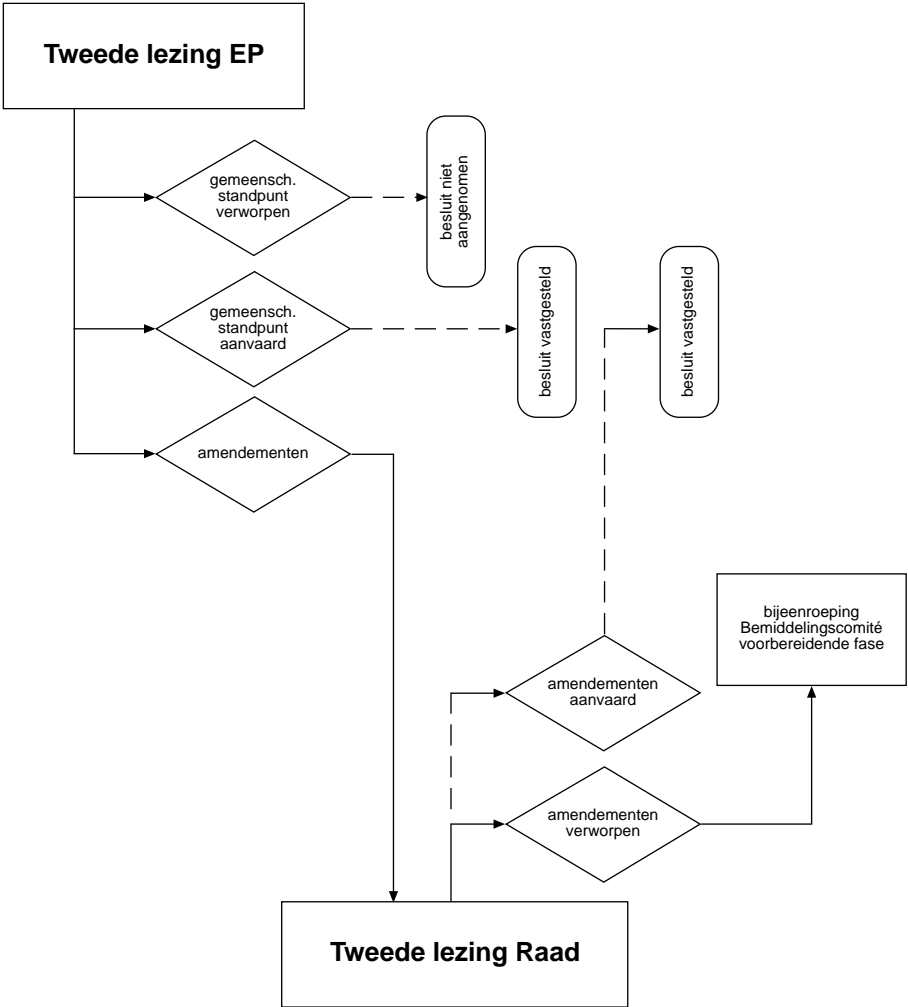 Tweede lezing EP
gemeensch.
standpunt
verworpen
besluit niet
aangenomen
gemeensch.
standpunt
aanvaard
besluit vastgesteld
besluit vastgesteld
amendementen
bijeenroeping
Bemiddelingscomité
voorbereidende fase
amendementen
aanvaard
amendementen
verworpen
Tweede lezing Raad